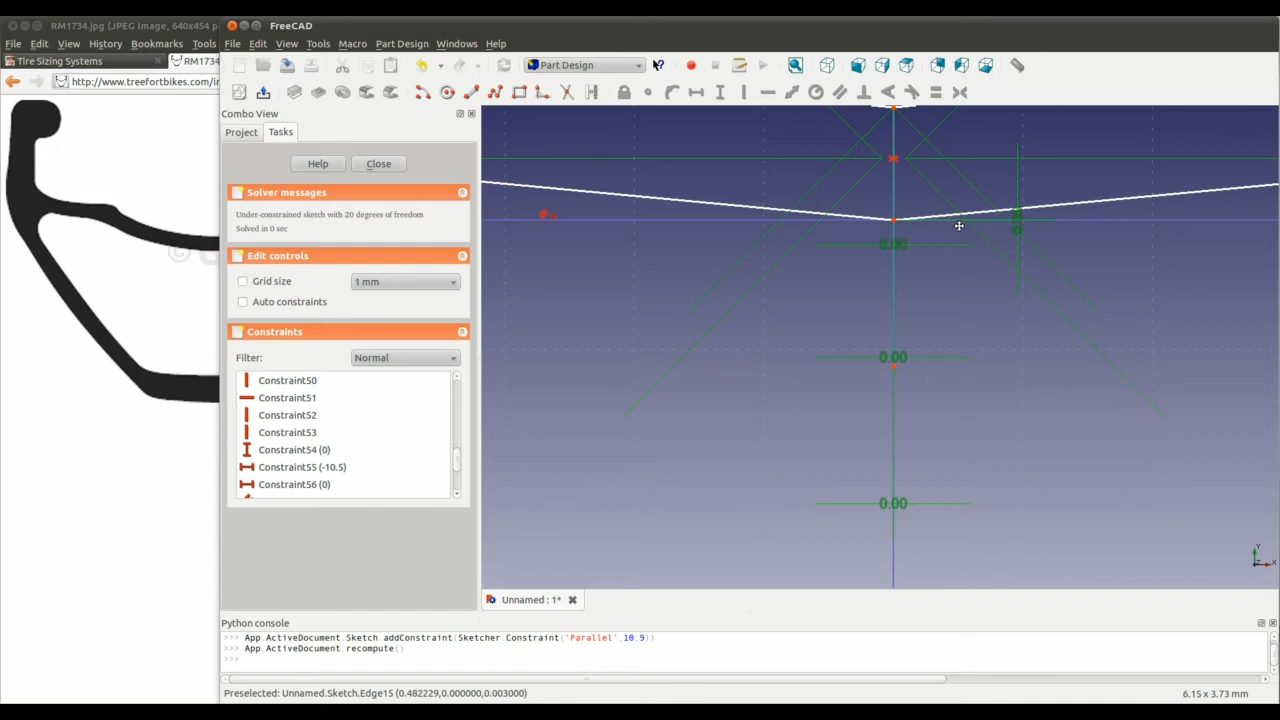 RM1734.jpg (JPEG Image, 640x454 p
File Edit View History Bookmarks Tools
Tire Sizing Systems
RM1734
http://www.treefortbikes.com/
©
FreeCAD
File Edit View Tools Macro Part Design Windows Help
Part Design
Combo View
Project Tasks
Help Close
Solver messages
Under-constrained sketch with 20 degrees of freedom
Solved in 0 sec
Edit controls
Grid size 1 mm
Auto constraints
Constraints
Filter: Normal
Constraint50
Constraint51
Constraint52
Constraint53
Constraint54 (0)
Constraint55 (-10.5)
Constraint56 (0)
0.00
0.00
0.00
Y
Z X
Unnamed : 1*
Python console
>>> App.ActiveDocument.Sketch.addConstraint(Sketcher.Constraint('Parallel',10,9))
>>> App.ActiveDocument.recompute()
>>>
Preselected: Unnamed.Sketch.Edge15 (0.482229,0.000000,0.003000)
6.15 x 3.73 mm